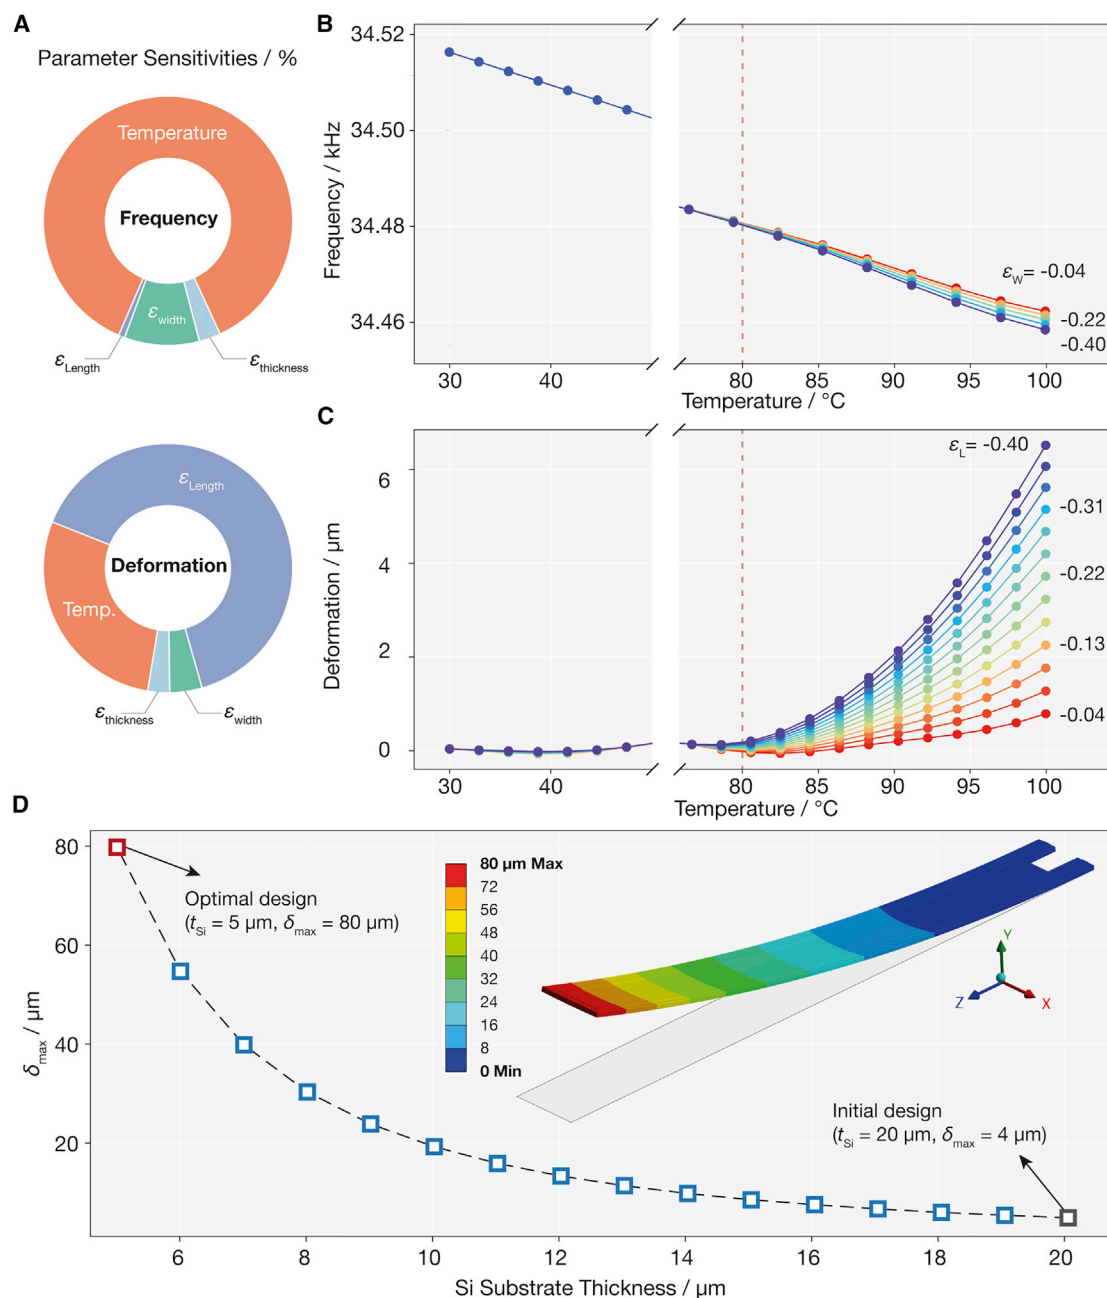 A
Parameter Sensitivities / %
Temperature
Frequency
εwidth
εLength
εthickness
εLength
Deformation
Temp.
εthickness
εwidth
B
34.52
34.50
34.48
34.46
Frequency / kHz
εW= -0.04
-0.22
-0.40
30
40
80
85
90
95
100
Temperature / °C
C
6
4
2
0
Deformation / µm
εL= -0.40
-0.31
-0.22
-0.13
-0.04
30
40
80
85
90
95
100
Temperature / °C
D
80
60
40
20
δmax / µm
Optimal design
(tSi = 5 µm, δmax = 80 µm)
80 µm Max
72
56
48
40
32
24
16
8
0 Min
Y
Z
X
Initial design
(tSi = 20 µm, δmax = 4 µm)
6
8
10
12
14
16
18
20
Si Substrate Thickness / µm